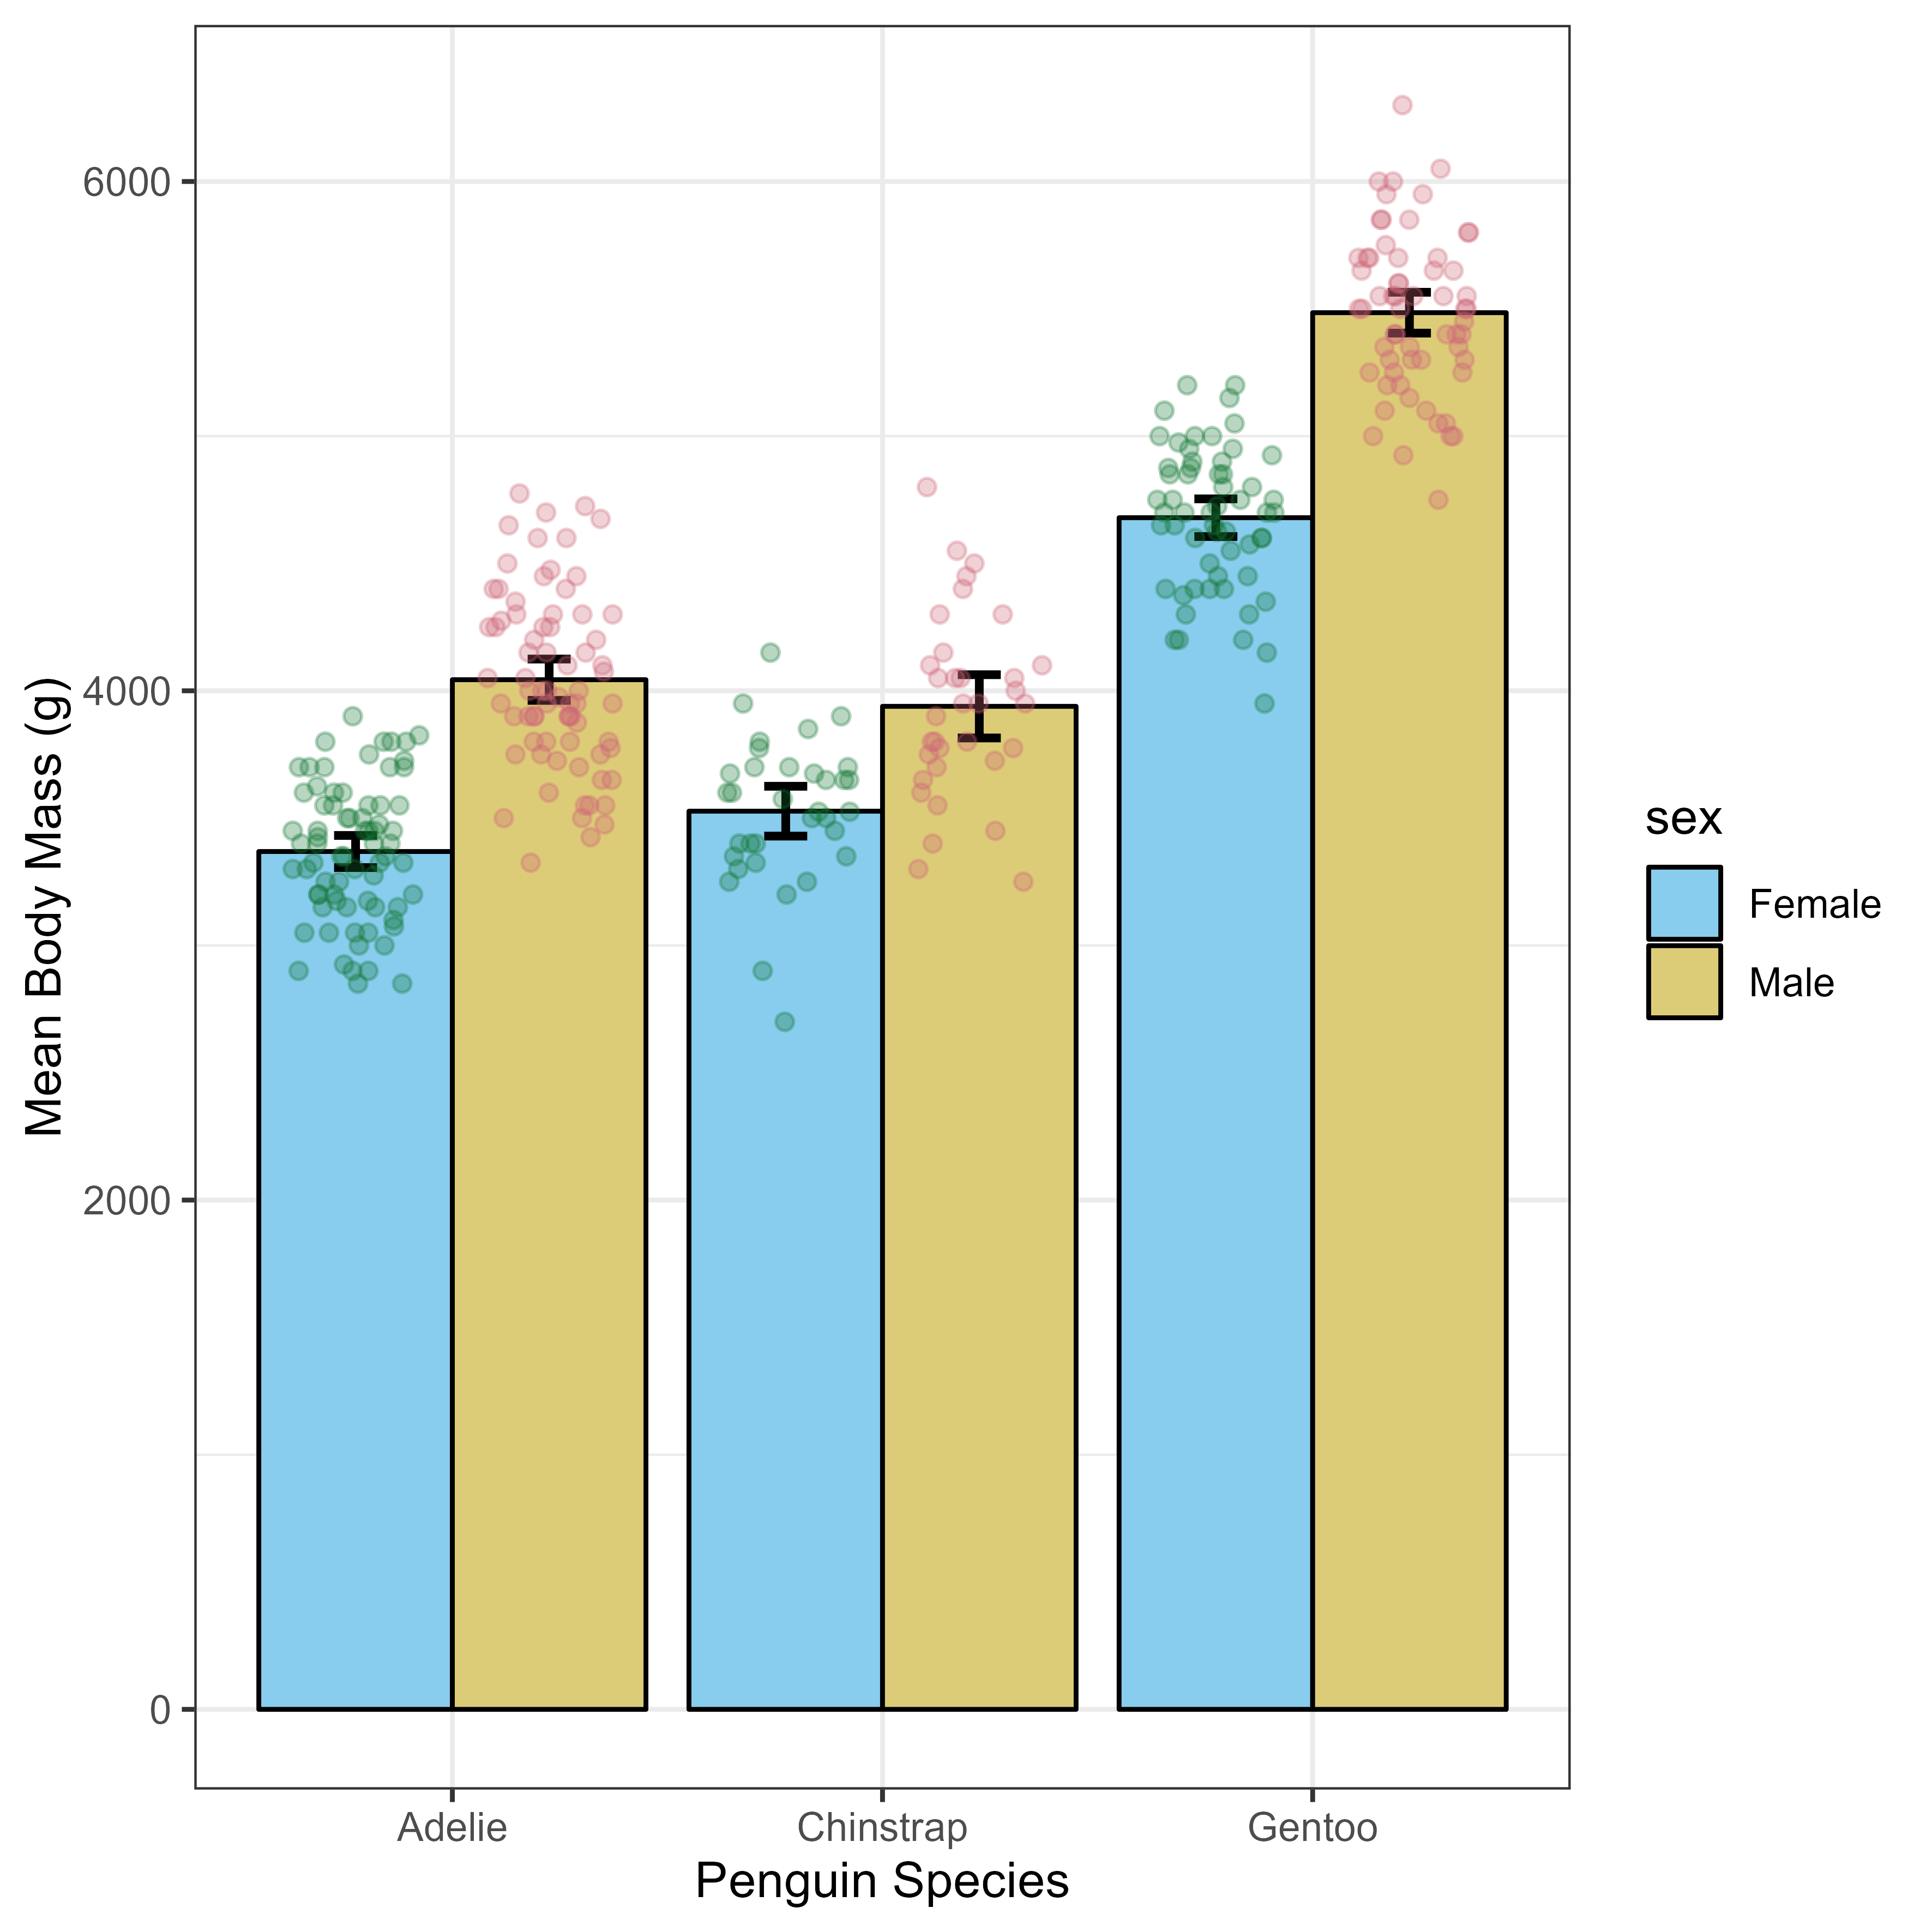 6000
4000
2000
0
Mean Body Mass (g)
Adelie
Chinstrap
Gentoo
Penguin Species
sex
Female
Male